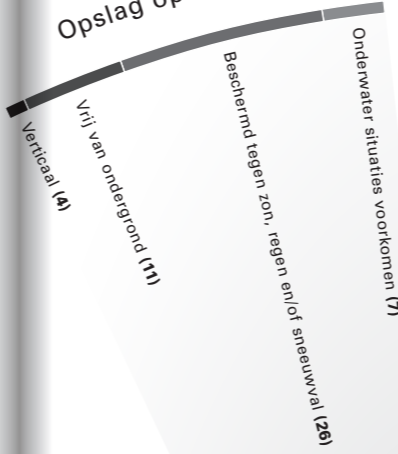 Opslag op
Verticaal (4)
Vrij van ondergrond (11)
Beschermd tegen zon, regen en/of sneeuwval (26)
Onderwater situaties voorkomen (7)